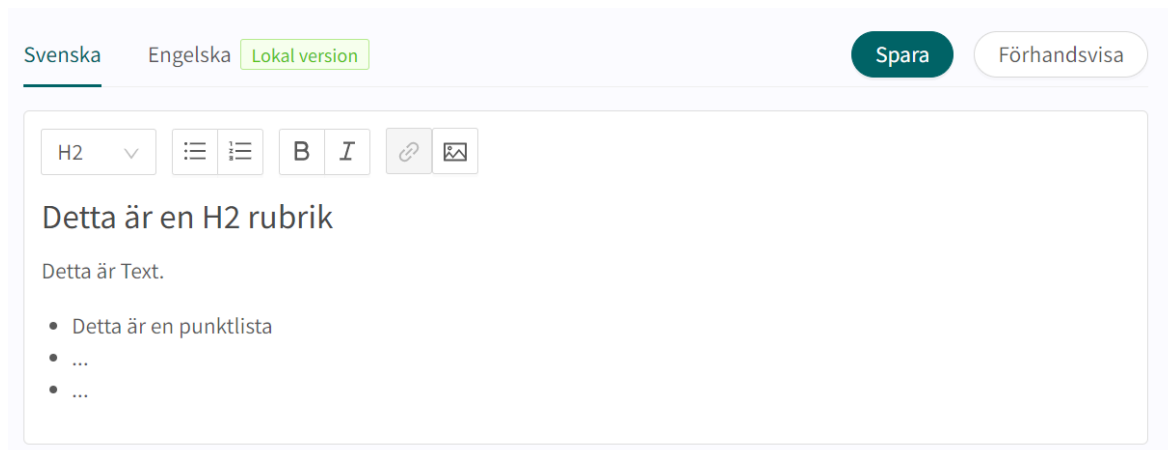 Svenska Engelska Lokal version Spara Förhandsvisa
H2 B I
Detta är en H2 rubrik
Detta är Text.
• Detta är en punktlista
• ...
• ...